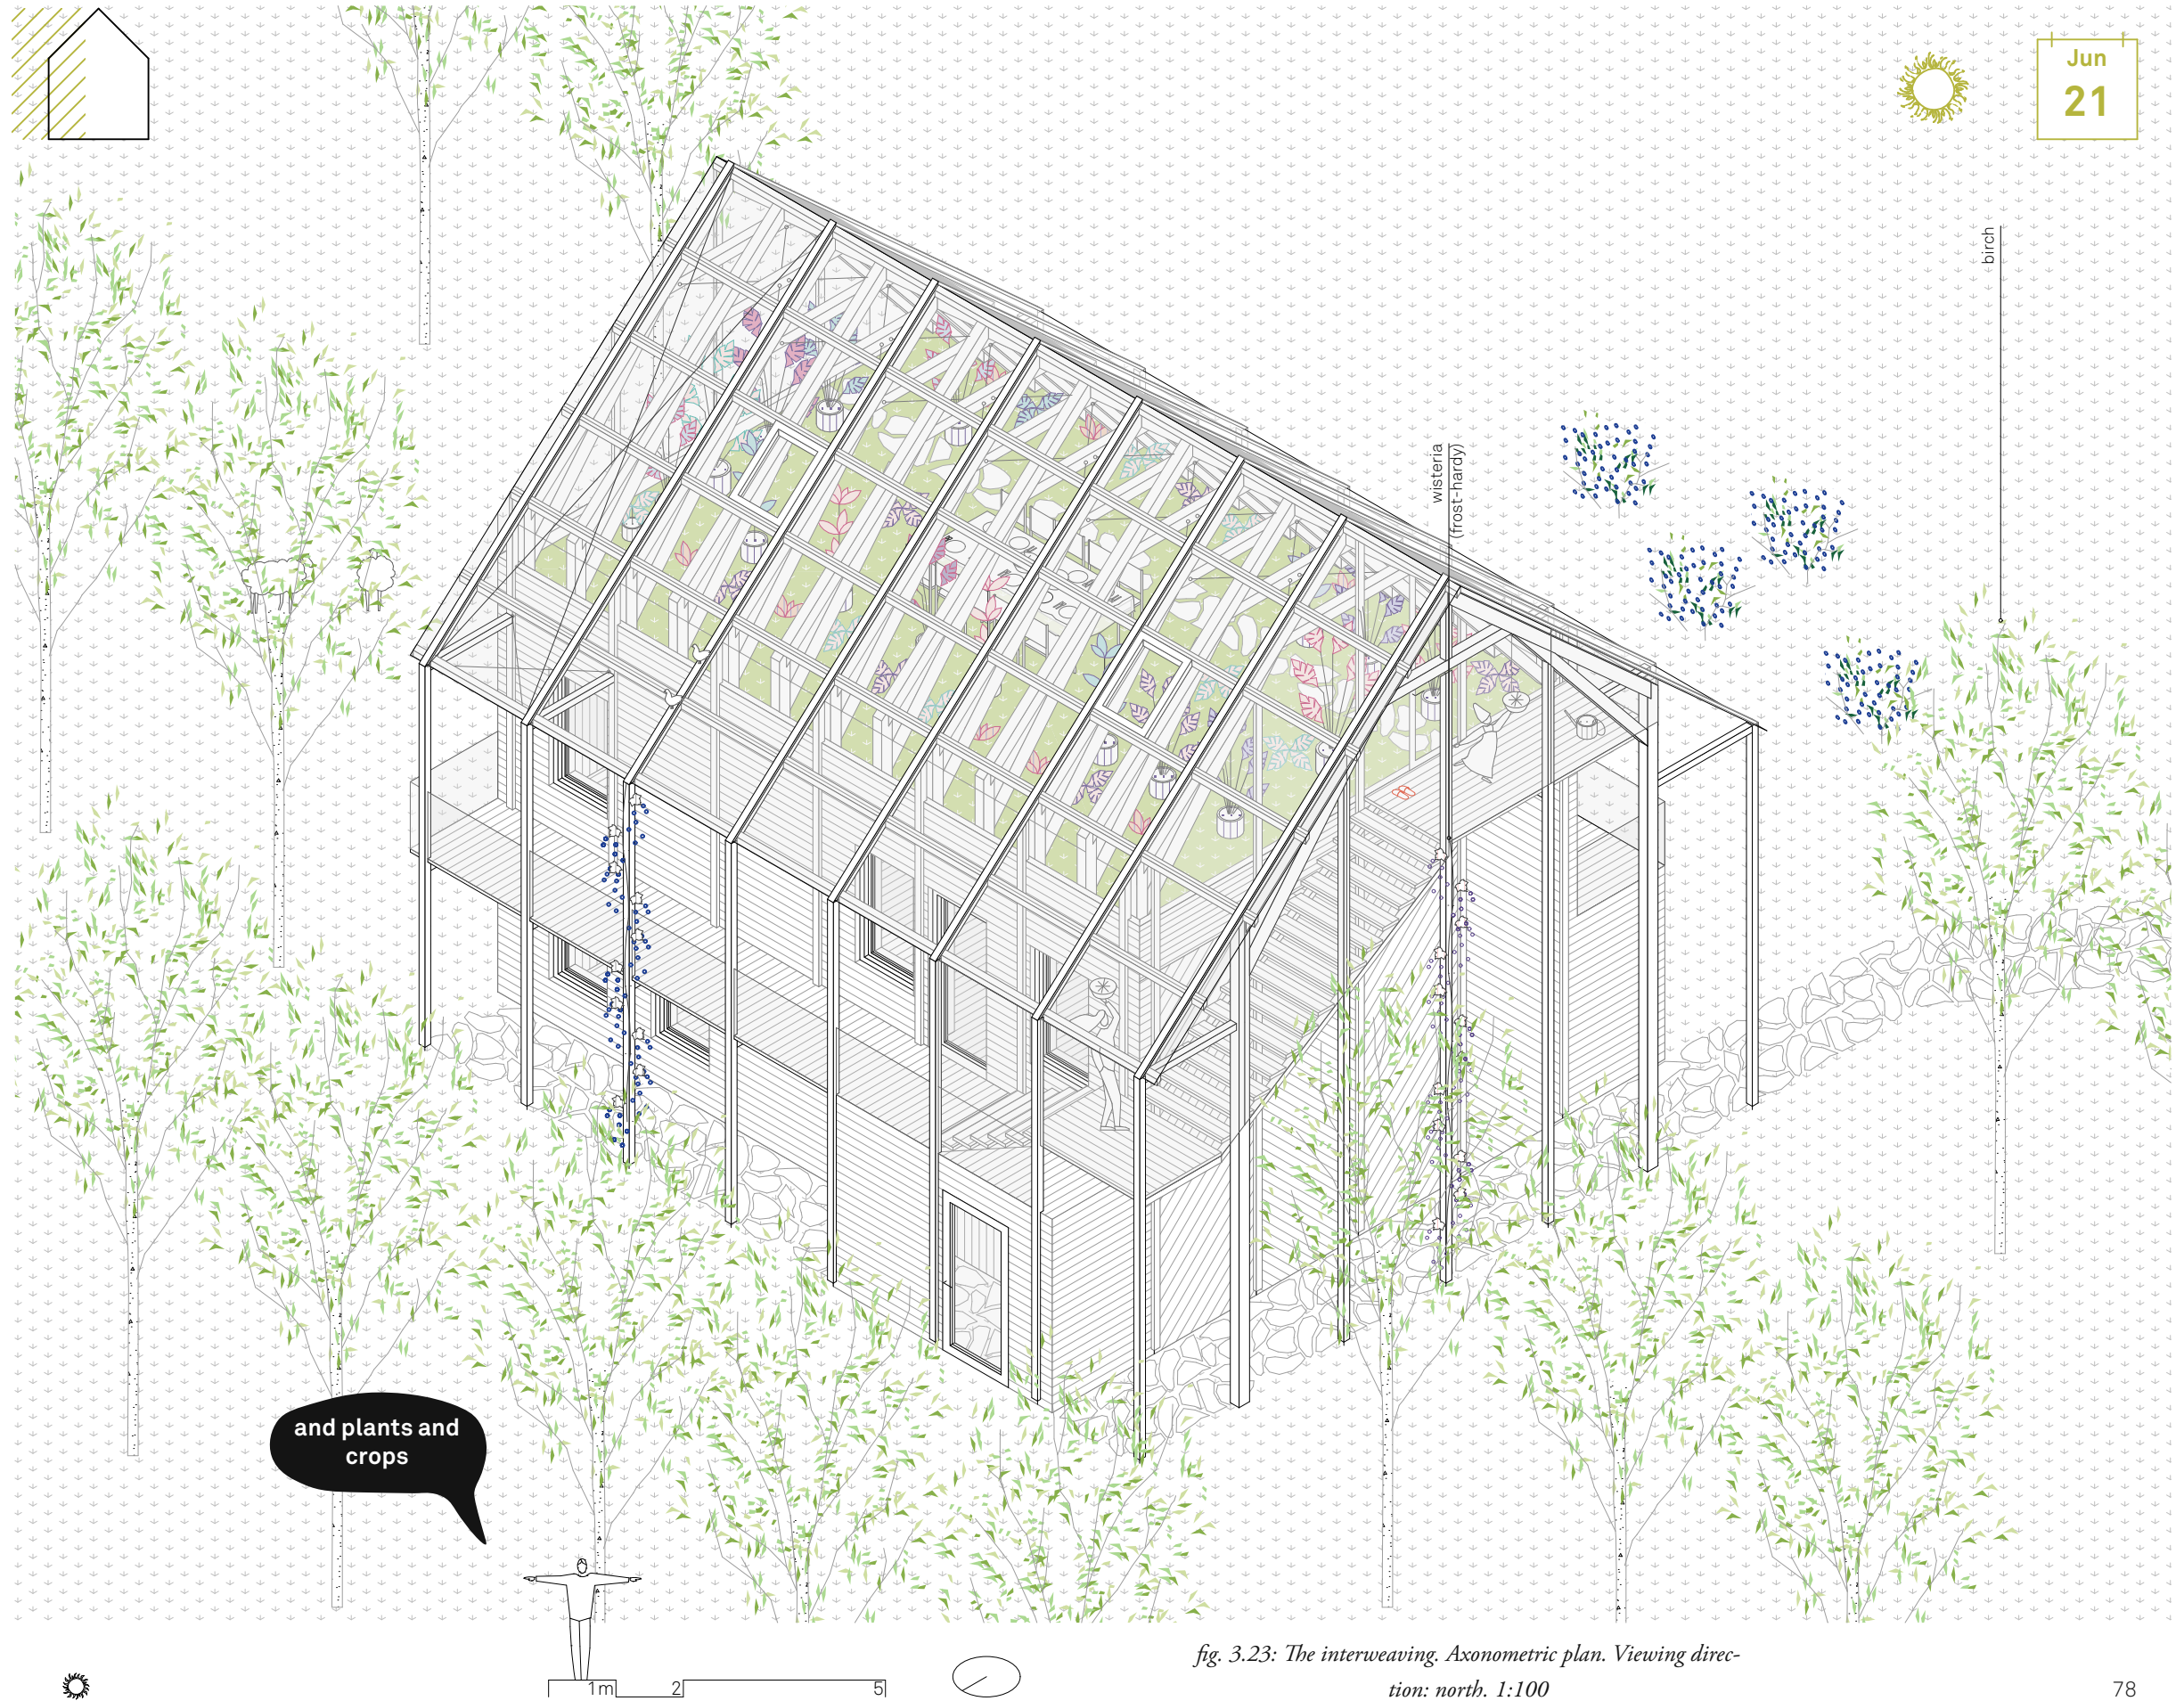 Jun
21
birch
wisteria
(frost-hardy)
and plants and
crops
1m 2 5
fig. 3.23: The interweaving. Axonometric plan. Viewing direc-
tion: north. 1:100
78